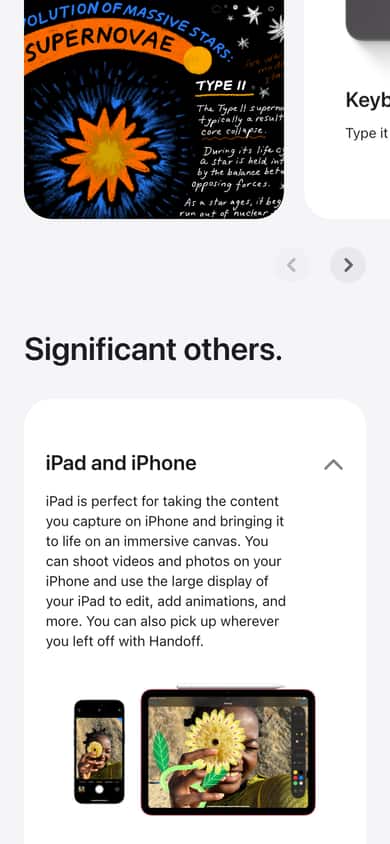 OLUTION OF MASSIVE STARS:
SUPERNOVAE
TYPE II
The Type II supern
typically a result
core collapse.
During its life c
a star is held in
by the balance bet
opposing forces.
As a star ages, it beg
run out of nuclear
Keyb
Type it
Significant others.
iPad and iPhone
iPad is perfect for taking the content
you capture on iPhone and bringing it
to life on an immersive canvas. You
can shoot videos and photos on your
iPhone and use the large display of
your iPad to edit, add animations, and
more. You can also pick up wherever
you left off with Handoff.